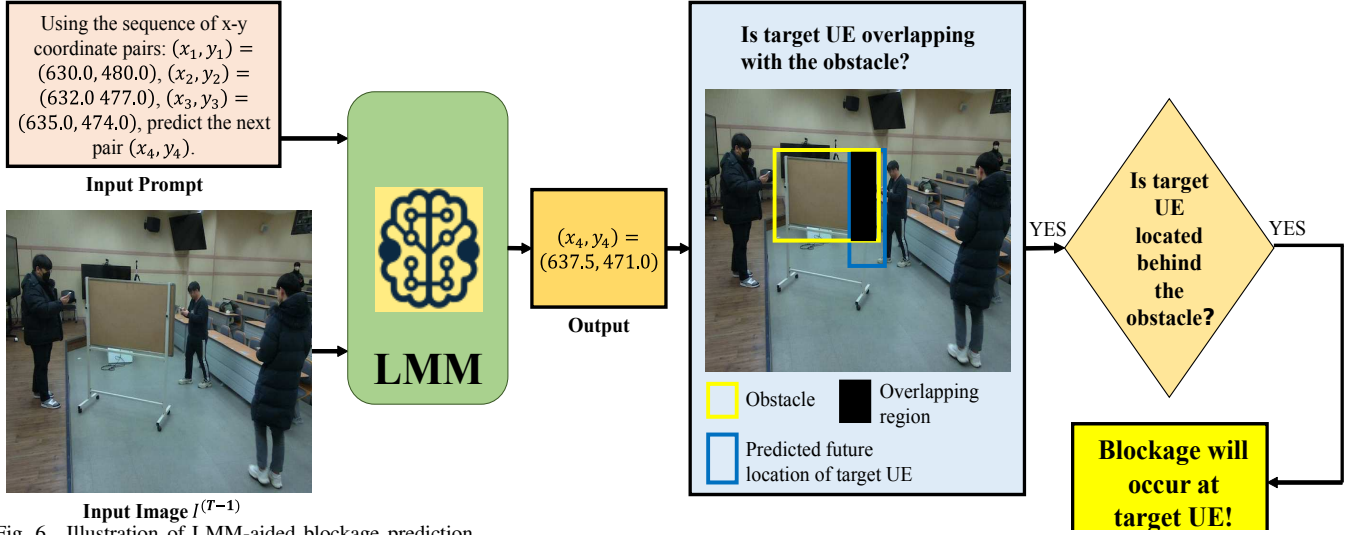 Using the sequence of x-y
coordinate pairs: (x₁, y₁) =
(630.0, 480.0), (x₂, y₂) =
(632.0 477.0), (x₃, y₃) =
(635.0, 474.0), predict the next
pair (x₄, y₄).
Input Prompt
Input Image I⁽ᵀ⁻¹⁾
LMM
(x₄, y₄) =
(637.5, 471.0)
Output
Is target UE overlapping
with the obstacle?
Obstacle
Overlapping
region
Predicted future
location of target UE
YES
Is target
UE
located
behind
the
obstacle?
YES
Blockage will
occur at
target UE!
Fig. 6. Illustration of LMM-aided blockage prediction